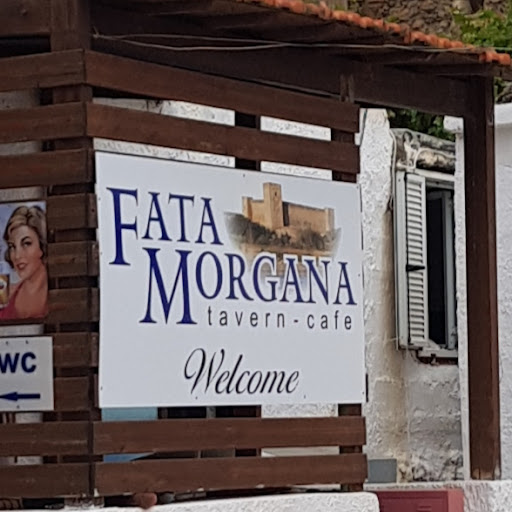 FATA
MORGANA
tavern - cafe
Welcome
WC